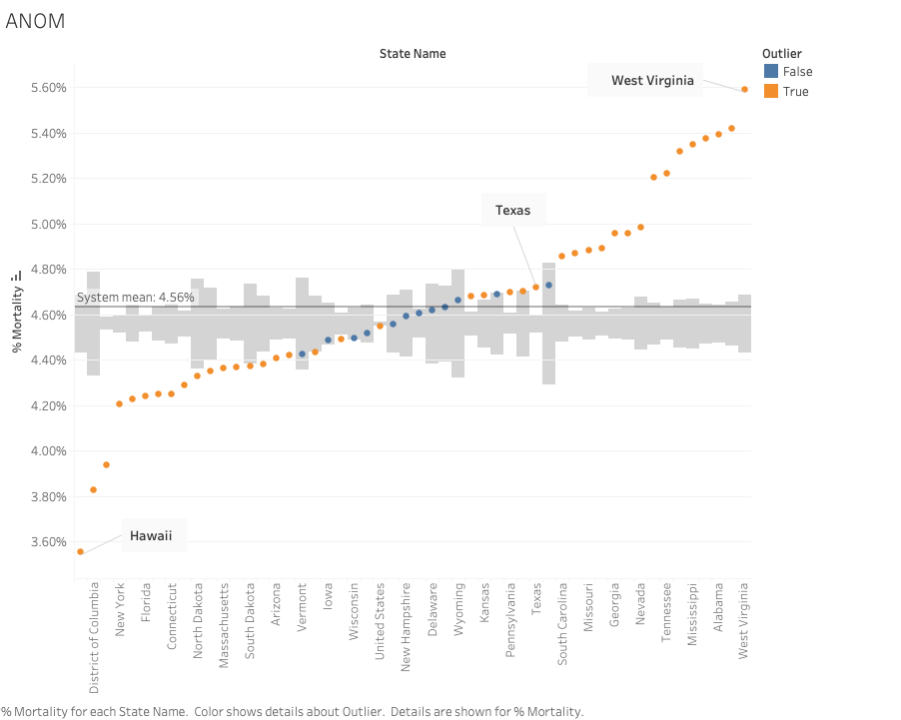 ANOM
State Name
Outlier
False
True
West Virginia
5.60%
5.40%
5.20%
Texas
5.00%
4.80%
System mean: 4.56%
% Mortality
4.60%
4.40%
4.20%
4.00%
3.80%
3.60%
Hawaii
District of Columbia
New York
Florida
Connecticut
North Dakota
Massachusetts
South Dakota
Arizona
Vermont
Iowa
Wisconsin
United States
New Hampshire
Delaware
Wyoming
Kansas
Pennsylvania
Texas
South Carolina
Missouri
Georgia
Nevada
Tennessee
Mississippi
Alabama
West Virginia
% Mortality for each State Name. Color shows details about Outlier. Details are shown for % Mortality.